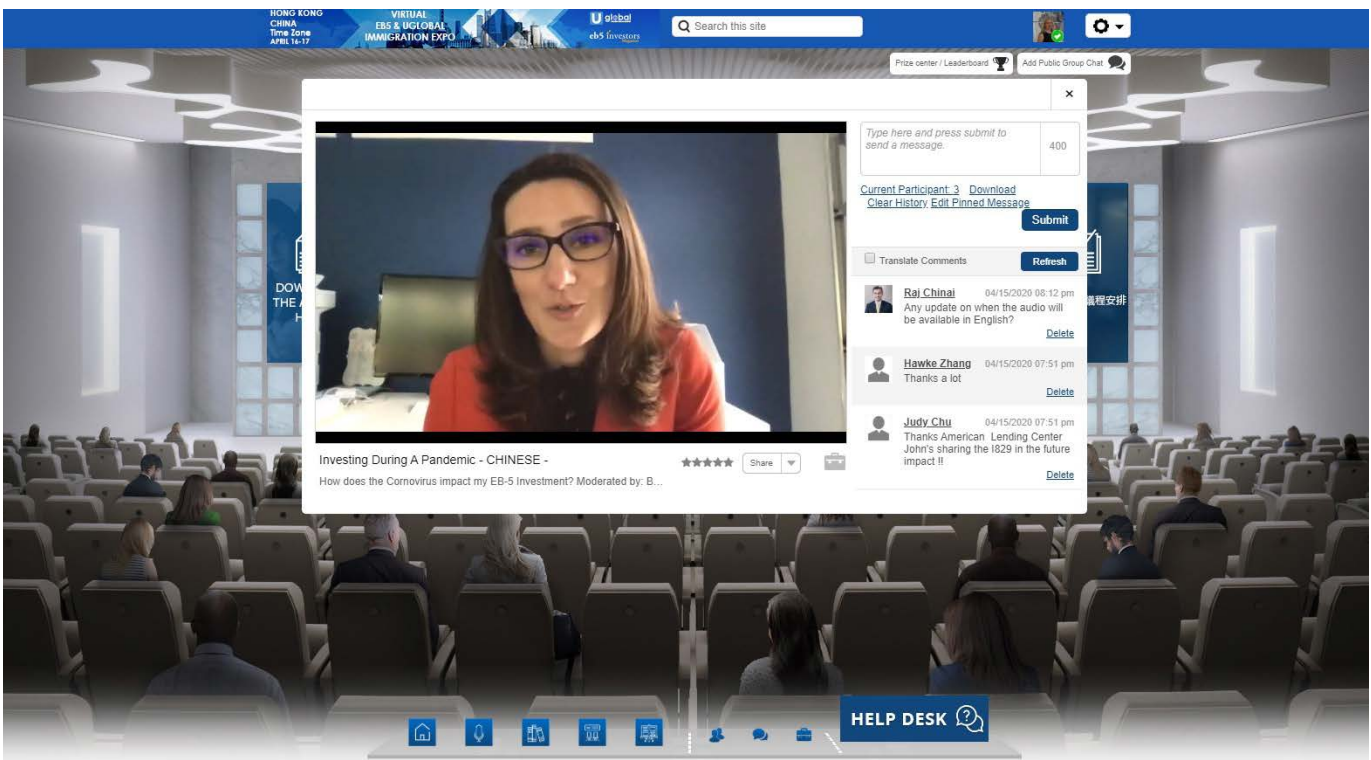 HONG KONG
CHINA
Time Zone
APRIL 16-17
VIRTUAL
EB5 & UGLOBAL
IMMIGRATION EXPO
U global
eb5 investors
Search this site
Prize center / Leaderboard
Add Public Group Chat
×
Type here and press submit to
send a message.
400
Current Participant: 3 Download
Clear History Edit Pinned Message
Submit
Translate Comments
Refresh
Raj Chinai 04/15/2020 08:12 pm
Any update on when the audio will
be available in English?
Delete
Hawke Zhang 04/15/2020 07:51 pm
Thanks a lot
Delete
Judy Chu 04/15/2020 07:51 pm
Thanks American Lending Center
John's sharing the I829 in the future
impact !!
Delete
Investing During A Pandemic - CHINESE -
Share
How does the Cornovirus impact my EB-5 Investment? Moderated by: B...
DOW
THE A
H
議程安排
HELP DESK